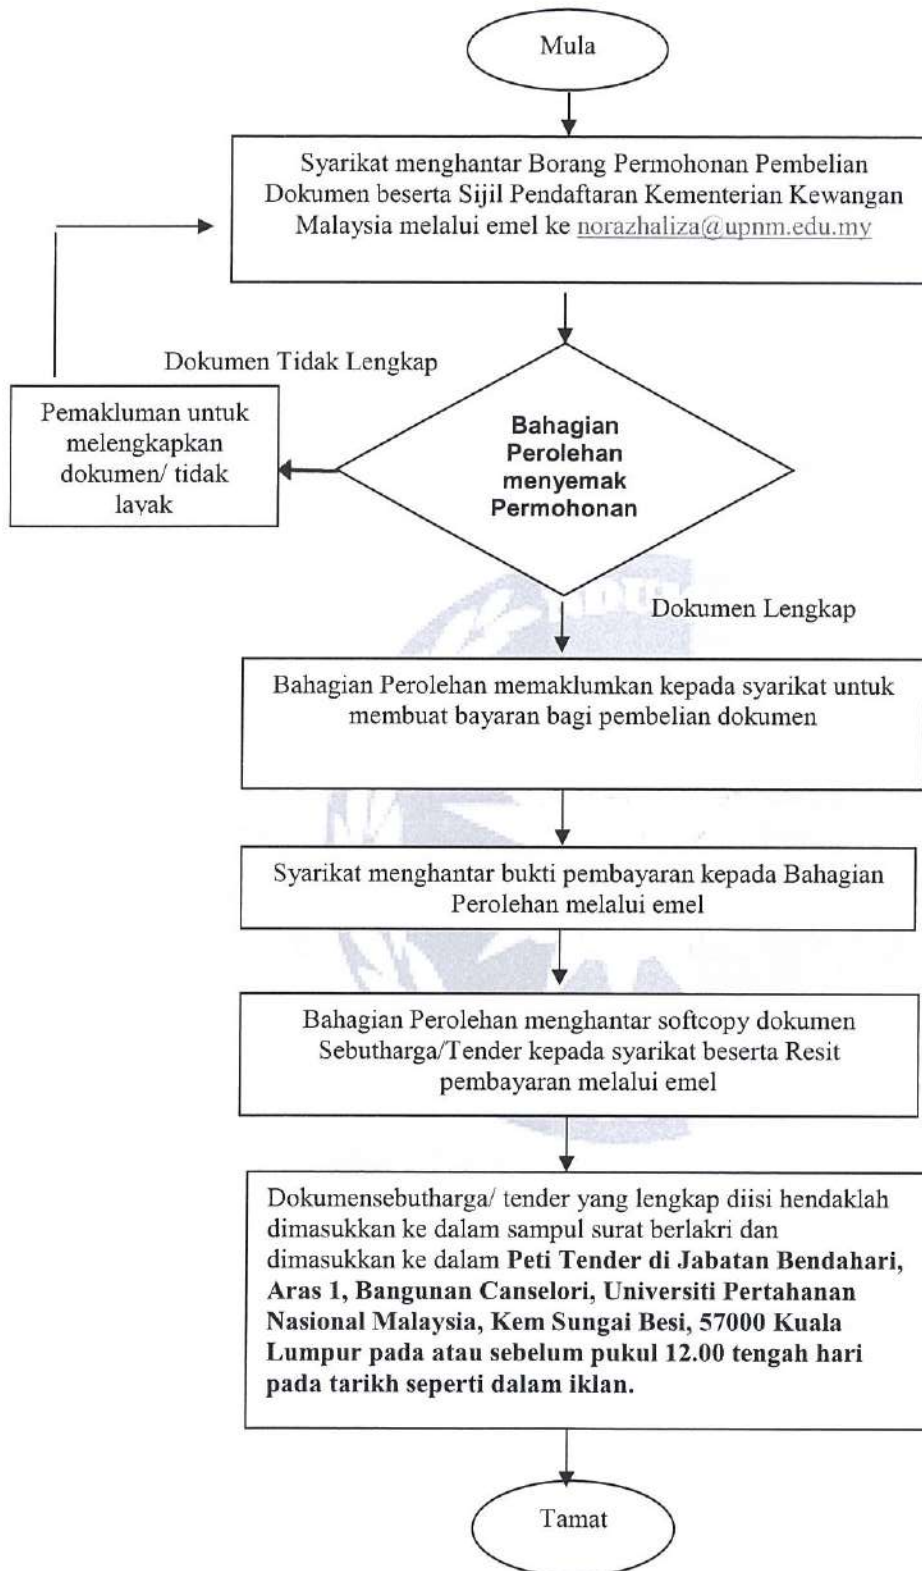 Mula
Syarikat menghantar Borang Permohonan Pembelian
Dokumen beserta Sijil Pendaftaran Kementerian Kewangan
Malaysia melalui emel ke norazhaliza@upnm.edu.my
Dokumen Tidak Lengkap
Pemakluman untuk
melengkapkan
dokumen/ tidak
layak
Bahagian
Perolehan
menyemak
Permohonan
Dokumen Lengkap
Bahagian Perolehan memaklumkan kepada syarikat untuk
membuat bayaran bagi pembelian dokumen
Syarikat menghantar bukti pembayaran kepada Bahagian
Perolehan melalui emel
Bahagian Perolehan menghantar softcopy dokumen
Sebutharga/Tender kepada syarikat beserta Resit
pembayaran melalui emel
Dokumensebutharga/ tender yang lengkap diisi hendaklah
dimasukkan ke dalam sampul surat berlakri dan
dimasukkan ke dalam Peti Tender di Jabatan Bendahari,
Aras 1, Bangunan Canselori, Universiti Pertahanan
Nasional Malaysia, Kem Sungai Besi, 57000 Kuala
Lumpur pada atau sebelum pukul 12.00 tengah hari
pada tarikh seperti dalam iklan.
Tamat